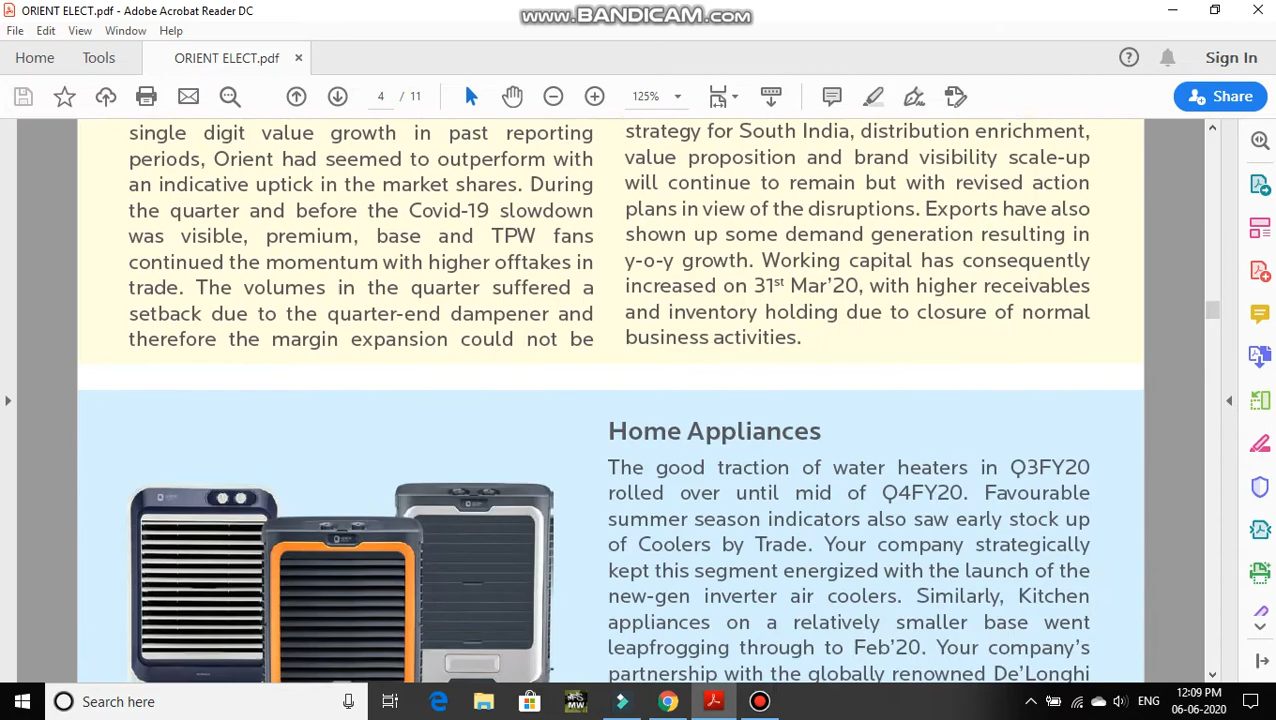 ORIENT ELECT.pdf - Adobe Acrobat Reader DC
www.BANDICAM.com
File Edit View Window Help
Home Tools ORIENT ELECT.pdf × Sign In
4 / 11 125% Share
single digit value growth in past reporting
periods, Orient had seemed to outperform with
an indicative uptick in the market shares. During
the quarter and before the Covid-19 slowdown
was visible, premium, base and TPW fans
continued the momentum with higher offtakes in
trade. The volumes in the quarter suffered a
setback due to the quarter-end dampener and
therefore the margin expansion could not be
strategy for South India, distribution enrichment,
value proposition and brand visibility scale-up
will continue to remain but with revised action
plans in view of the disruptions. Exports have also
shown up some demand generation resulting in
y-o-y growth. Working capital has consequently
increased on 31st Mar'20, with higher receivables
and inventory holding due to closure of normal
business activities.
Home Appliances
The good traction of water heaters in Q3FY20
rolled over until mid of Q4FY20. Favourable
summer season indicators also saw early stock up
of Coolers by Trade. Your company strategically
kept this segment energized with the launch of the
new-gen inverter air coolers. Similarly, Kitchen
appliances on a relatively smaller base went
leapfrogging through to Feb'20. Your company's
partnership with the globally renowned De'Longhi
Search here
MW
ENG
12:09 PM
06-06-2020